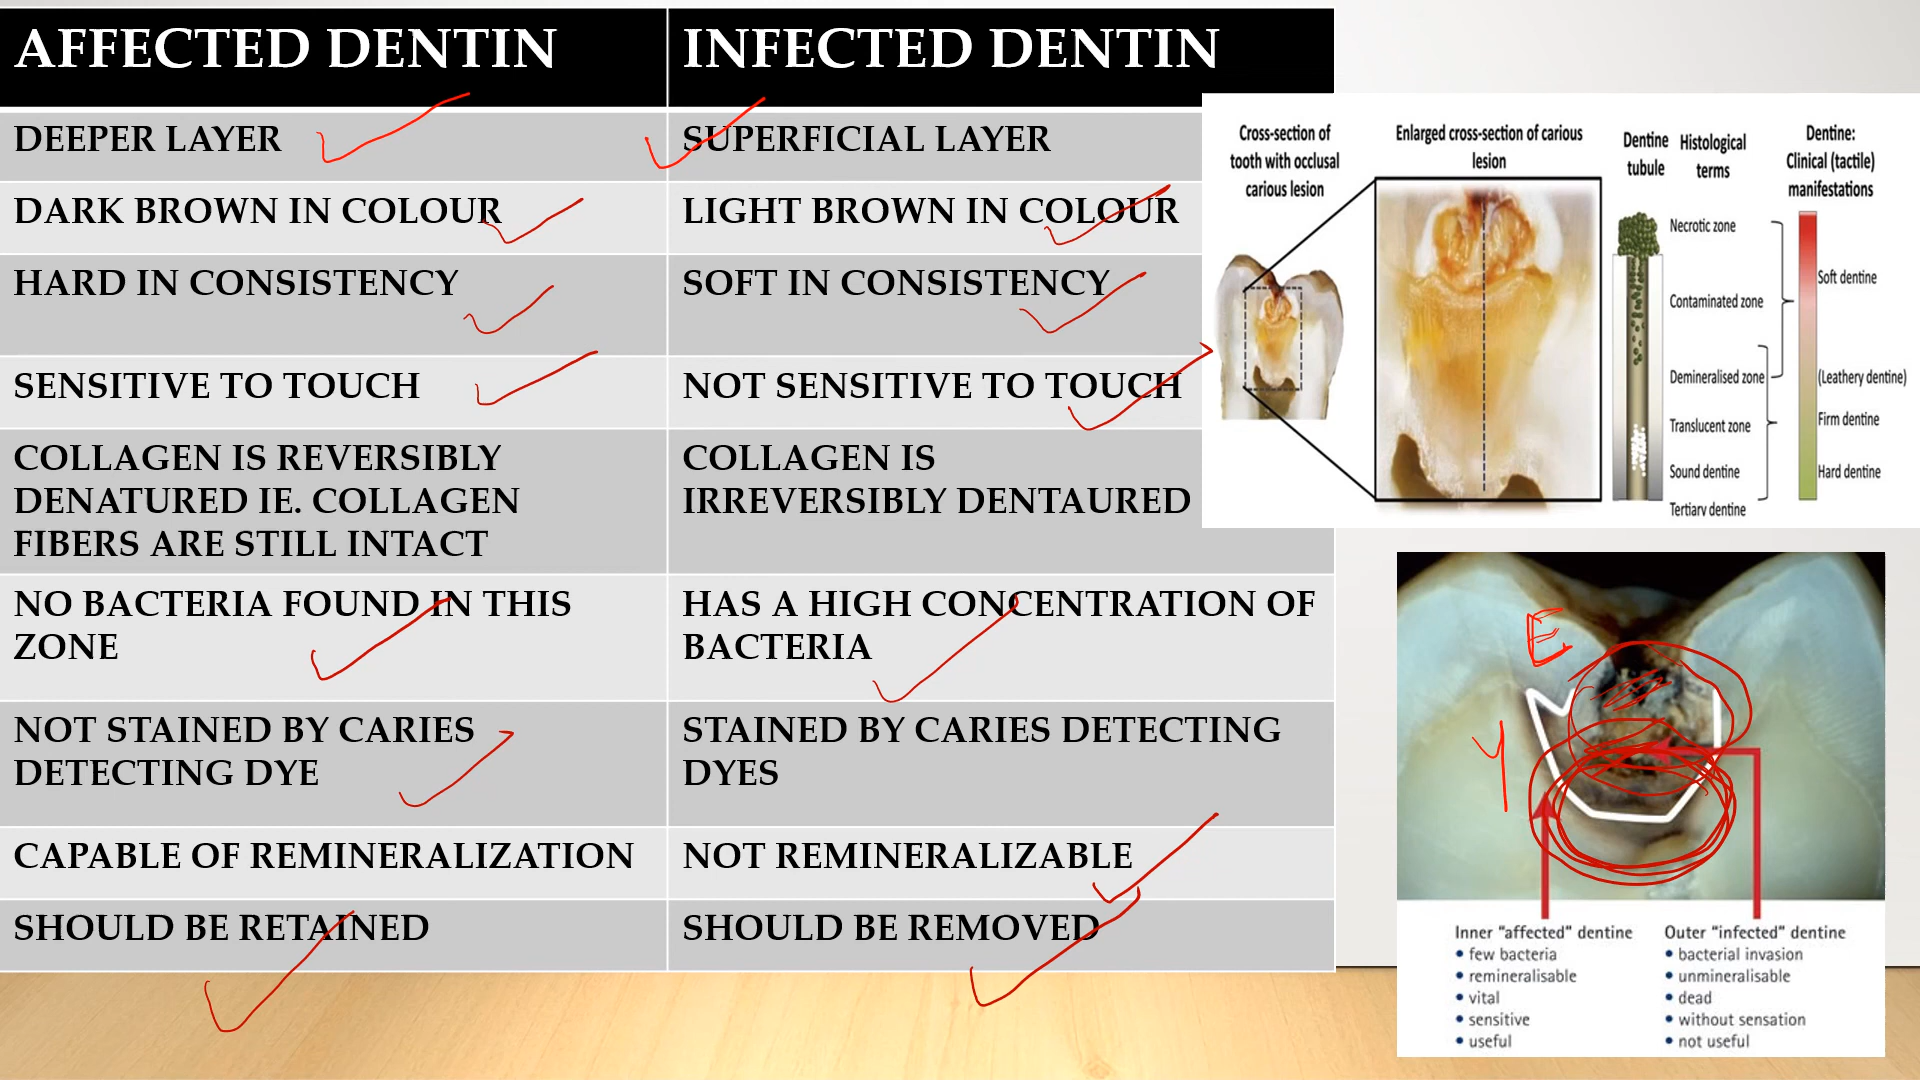 AFFECTED DENTIN
INFECTED DENTIN
DEEPER LAYER
SUPERFICIAL LAYER
DARK BROWN IN COLOUR
LIGHT BROWN IN COLOUR
HARD IN CONSISTENCY
SOFT IN CONSISTENCY
SENSITIVE TO TOUCH
NOT SENSITIVE TO TOUCH
COLLAGEN IS REVERSIBLY
DENATURED IE. COLLAGEN
FIBERS ARE STILL INTACT
COLLAGEN IS
IRREVERSIBLY DENTAURED
NO BACTERIA FOUND IN THIS
ZONE
HAS A HIGH CONCENTRATION OF
BACTERIA
NOT STAINED BY CARIES
DETECTING DYE
STAINED BY CARIES DETECTING
DYES
CAPABLE OF REMINERALIZATION
NOT REMINERALIZABLE
SHOULD BE RETAINED
SHOULD BE REMOVED
Cross-section of
tooth with occlusal
carious lesion
Enlarged cross-section of carious
lesion
Dentine
tubule
Histological
terms
Dentine:
Clinical (tactile)
manifestations
Necrotic zone
Contaminated zone
Demineralised zone
Translucent zone
Sound dentine
Tertiary dentine
Soft dentine
(Leathery dentine)
Firm dentine
Hard dentine
E
Inner "affected" dentine
• few bacteria
• remineralisable
• vital
• sensitive
• useful
Outer "infected" dentine
• bacterial invasion
• unmineralisable
• dead
• without sensation
• not useful